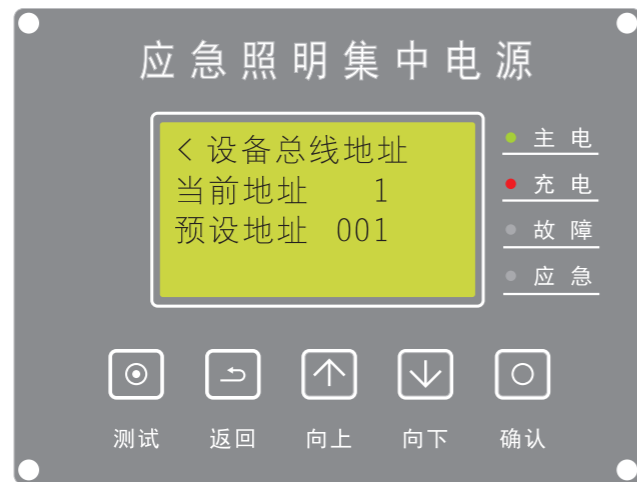 应急照明集中电源
< 设备总线地址
当前地址 1
预设地址 001
主电
充电
故障
应急
测试 返回 向上 向下 确认